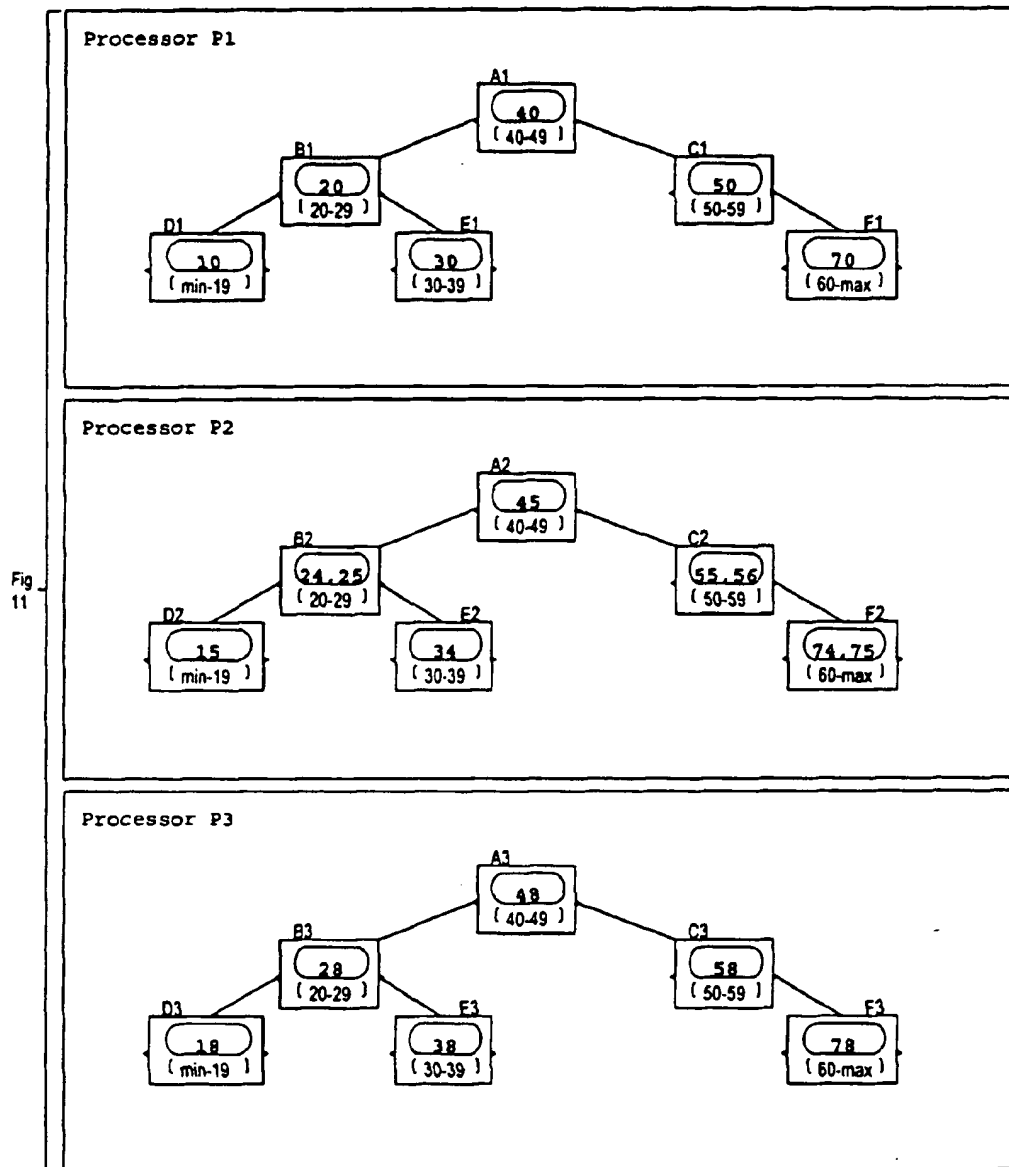 Processor P1
A1
40
( 40-49 )
B1
20
( 20-29 )
C1
50
( 50-59 )
D1
10
( min-19 )
E1
30
( 30-39 )
F1
70
( 60-max )
Processor P2
A2
45
( 40-49 )
B2
24,25
( 20-29 )
C2
55,56
( 50-59 )
Fig
11
D2
15
( min-19 )
E2
34
( 30-39 )
F2
74,75
( 60-max )
Processor P3
A3
48
( 40-49 )
B3
28
( 20-29 )
C3
58
( 50-59 )
D3
18
( min-19 )
E3
38
( 30-39 )
F3
78
( 60-max )